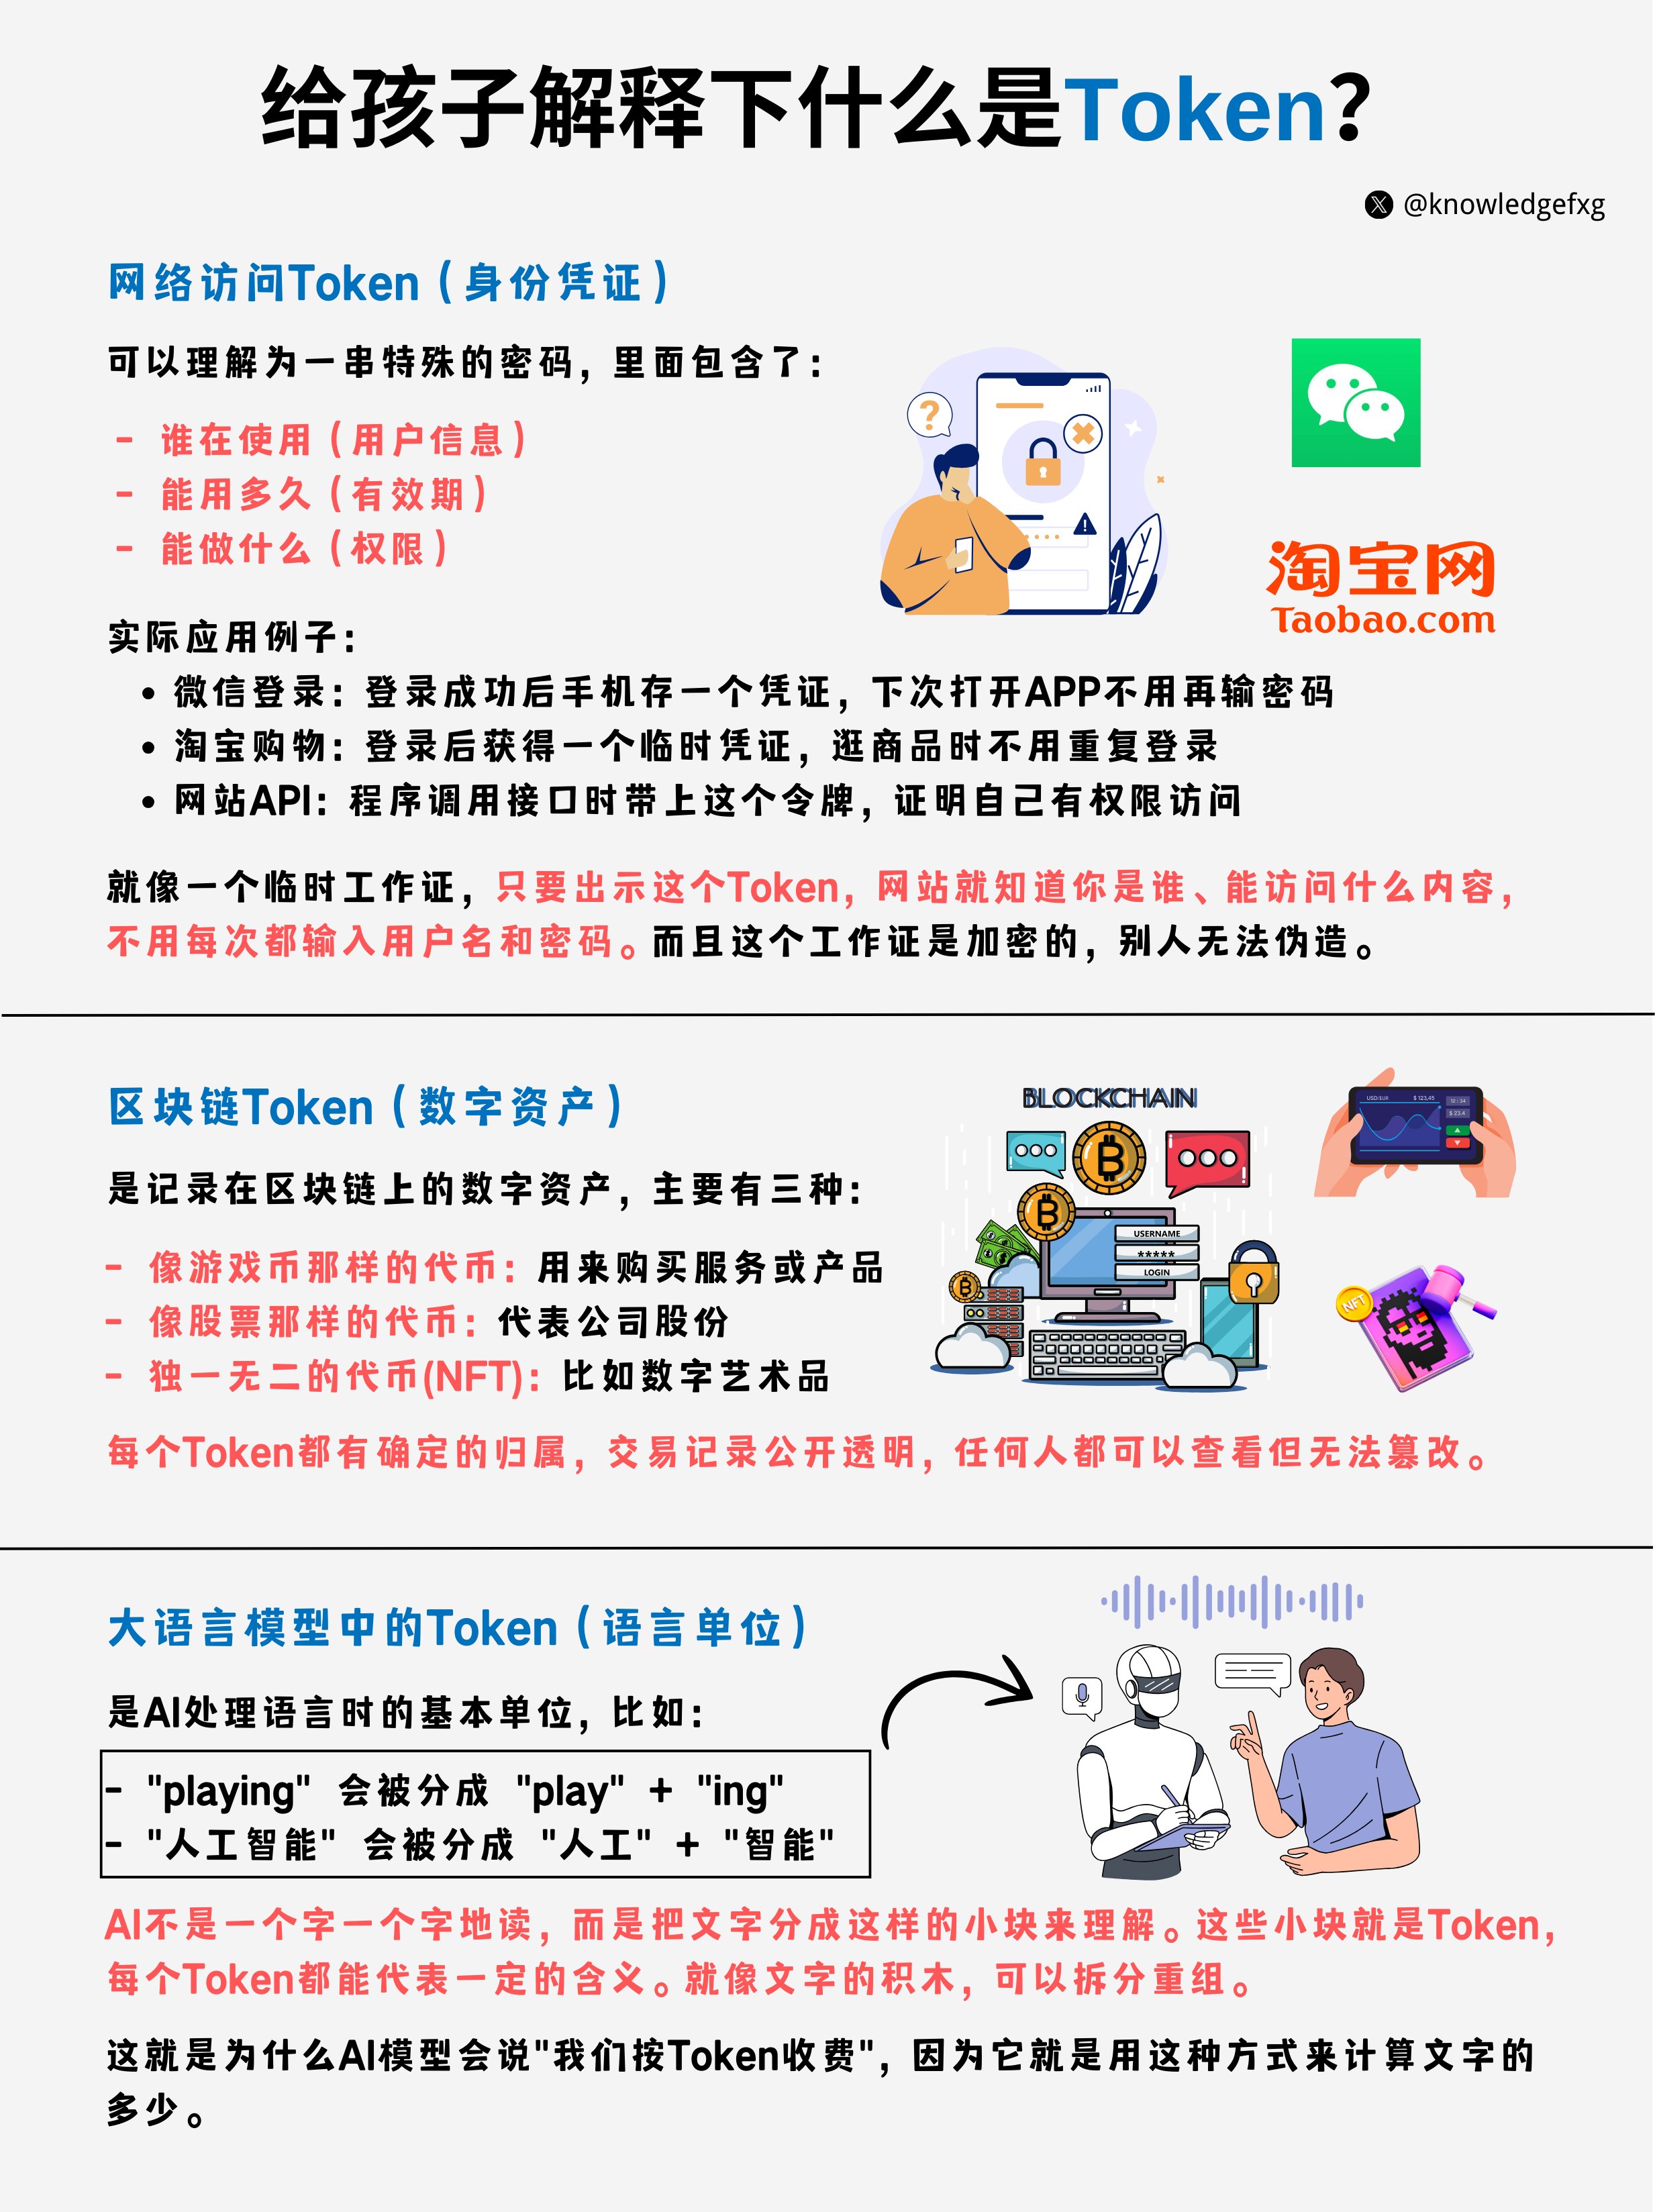 给孩子解释下什么是Token？
@knowledgefxg
网络访问Token（身份凭证）
可以理解为一串特殊的密码，里面包含了：
- 谁在使用（用户信息）
- 能用多久（有效期）
- 能做什么（权限）
淘宝网
Taobao.com
实际应用例子：
• 微信登录：登录成功后手机存一个凭证，下次打开APP不用再输密码
• 淘宝购物：登录后获得一个临时凭证，逛商品时不用重复登录
• 网站API：程序调用接口时带上这个令牌，证明自己有权限访问
就像一个临时工作证，只要出示这个Token，网站就知道你是谁、能访问什么内容，
不用每次都输入用户名和密码。而且这个工作证是加密的，别人无法伪造。
区块链Token（数字资产）
是记录在区块链上的数字资产，主要有三种：
- 像游戏币那样的代币：用来购买服务或产品
- 像股票那样的代币：代表公司股份
- 独一无二的代币(NFT)：比如数字艺术品
BLOCKCHAIN
USERNAME
*****
LOGIN
USD/EUR
$ 123,45
12:34
$ 23.4
NFT
每个Token都有确定的归属，交易记录公开透明，任何人都可以查看但无法篡改。
大语言模型中的Token（语言单位）
是AI处理语言时的基本单位，比如：
- "playing" 会被分成 "play" + "ing"
- "人工智能" 会被分成 "人工" + "智能"
AI不是一个字一个字地读，而是把文字分成这样的小块来理解。这些小块就是Token，
每个Token都能代表一定的含义。就像文字的积木，可以拆分重组。
这就是为什么AI模型会说"我们按Token收费"，因为它就是用这种方式来计算文字的
多少。